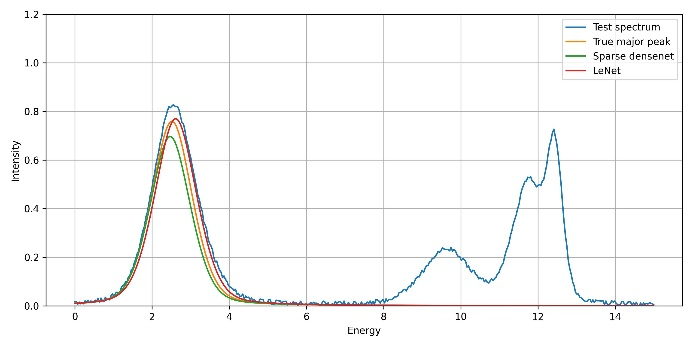 1.2
1.0
0.8
0.6
0.4
0.2
0.0
Intensity
0 2 4 6 8 10 12 14
Energy
Test spectrum
True major peak
Sparse densenet
LeNet